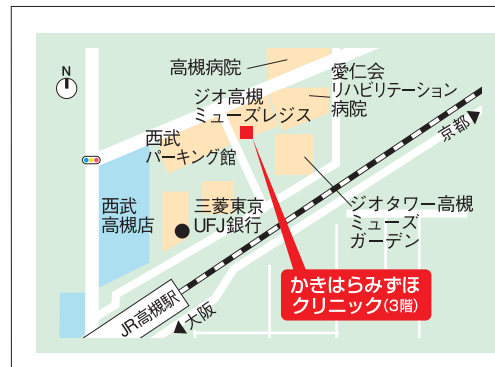 N
高槻病院
愛仁会
リハビリテーション
病院
ジオ高槻
ミューズレジス
西武
パーキング館
京都▲
西武
高槻店
三菱東京
UFJ銀行
ジオタワー高槻
ミューズ
ガーデン
かきはらみずほ
クリニック(3階)
JR高槻駅
▲大阪